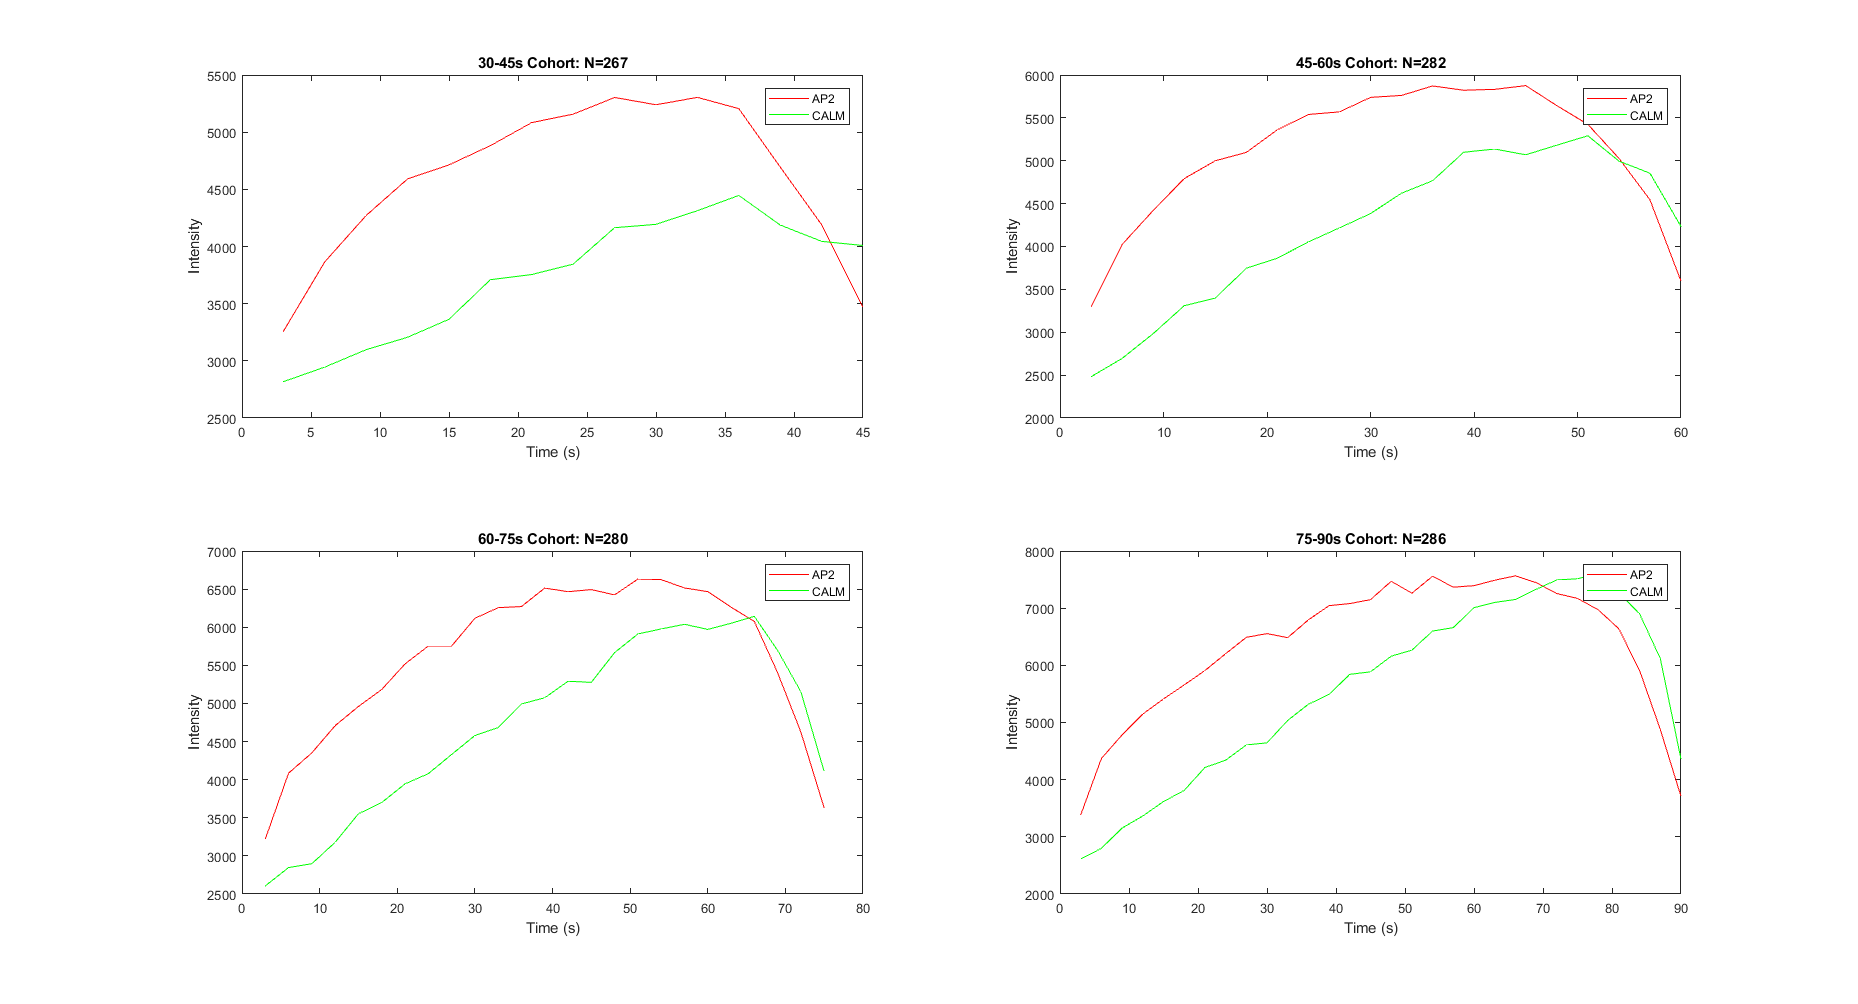 30-45s Cohort: N=267
5500
5000
4500
4000
3500
3000
2500
Intensity
0 5 10 15 20 25 30 35 40 45
Time (s)
AP2
CALM
45-60s Cohort: N=282
6000
5500
5000
4500
4000
3500
3000
2500
2000
Intensity
0 10 20 30 40 50 60
Time (s)
AP2
CALM
60-75s Cohort: N=280
7000
6500
6000
5500
5000
4500
4000
3500
3000
2500
Intensity
0 10 20 30 40 50 60 70 80
Time (s)
AP2
CALM
75-90s Cohort: N=286
8000
7000
6000
5000
4000
3000
2000
Intensity
0 10 20 30 40 50 60 70 80 90
Time (s)
AP2
CALM